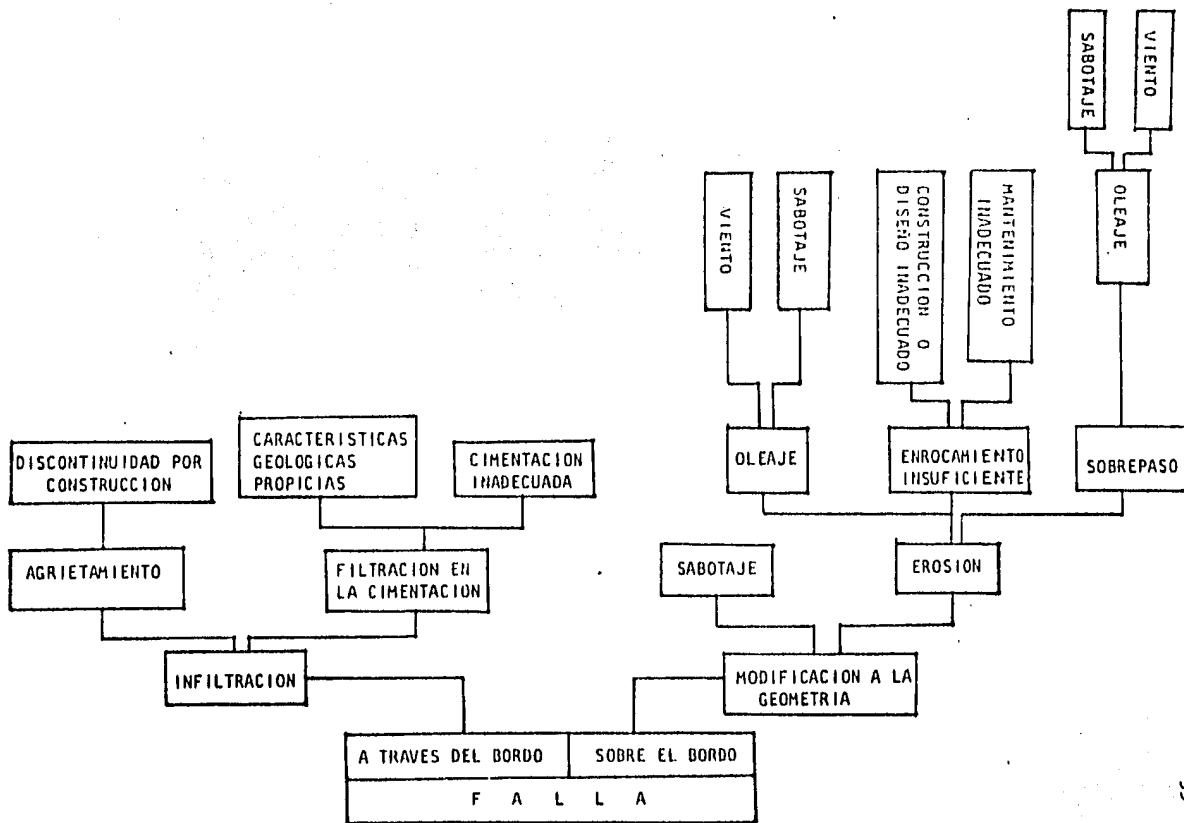 SABOTAJE
VIENTO
OLEAJE
VIENTO
SABOTAJE
CONSTRUCCION O
DISEÑO INADECUADO
MANTENIMIENTO
INADECUADO
DISCONTINUIDAD POR
CONSTRUCCION
CARACTERISTICAS
GEOLOGICAS
PROPICIAS
CIMENTACION
INADECUADA
OLEAJE
ENROCAMIENTO
INSUFICIENTE
SOBREPASO
AGRIETAMIENTO
FILTRACION EN
LA CIMENTACION
SABOTAJE
EROSION
INFILTRACION
MODIFICACION A LA
GEOMETRIA
A TRAVES DEL BORDO
SOBRE EL BORDO
F A L L A